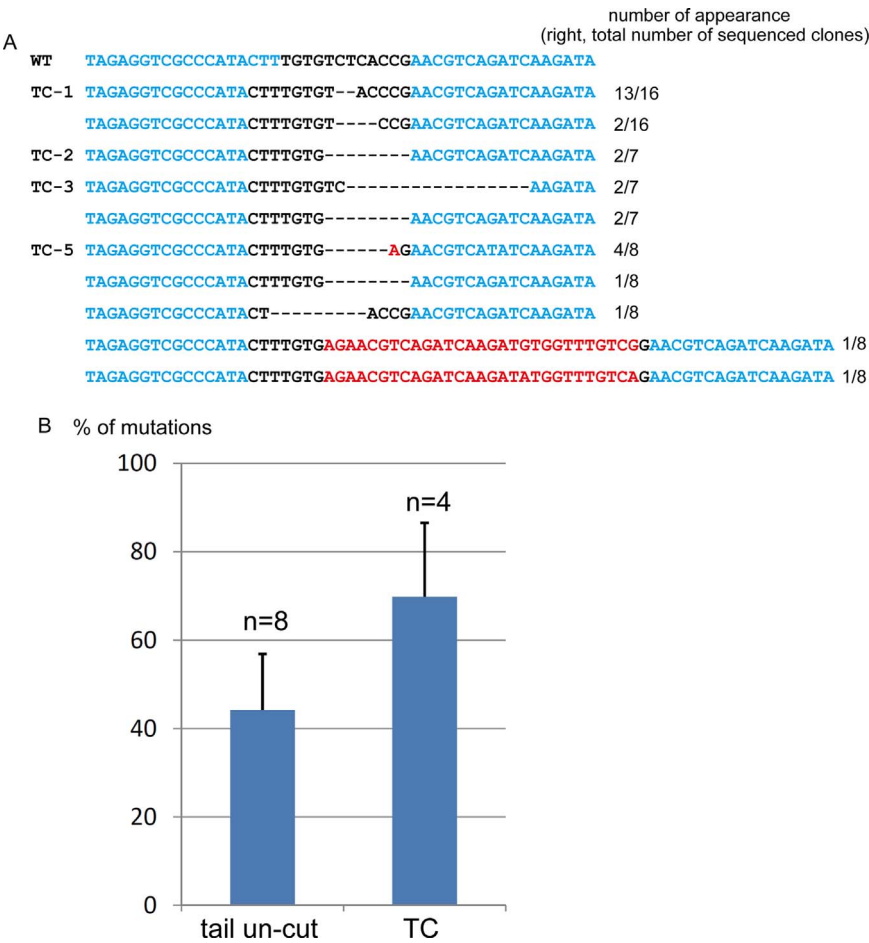 number of appearance
(right, total number of sequenced clones)
A
WT TAGAGGTCGCCCATACTTTGTGTCTCACCGAACGTCAGATCAAGATA
TC-1 TAGAGGTCGCCCATACTTTGTGT--ACCCGAACGTCAGATCAAGATA 13/16
TAGAGGTCGCCCATACTTTGTGT----CCGAACGTCAGATCAAGATA 2/16
TC-2 TAGAGGTCGCCCATACTTTGTG--------AACGTCAGATCAAGATA 2/7
TC-3 TAGAGGTCGCCCATACTTTGTGTC-----------------AAGATA 2/7
TAGAGGTCGCCCATACTTTGTG--------AACGTCAGATCAAGATA 2/7
TC-5 TAGAGGTCGCCCATACTTTGTG------AGAACGTCATATCAAGATA 4/8
TAGAGGTCGCCCATACTTTGTG--------AACGTCAGATCAAGATA 1/8
TAGAGGTCGCCCATACT---------ACCGAACGTCAGATCAAGATA 1/8
TAGAGGTCGCCCATACTTTGTGAGAACGTCAGATCAAGATGTGGTTTGTCGGAACGTCAGATCAAGATA 1/8
TAGAGGTCGCCCATACTTTGTGAGAACGTCAGATCAAGATATGGTTTGTCAGAACGTCAGATCAAGATA 1/8
B % of mutations
100
80
60
40
20
0
n=8
n=4
tail un-cut TC